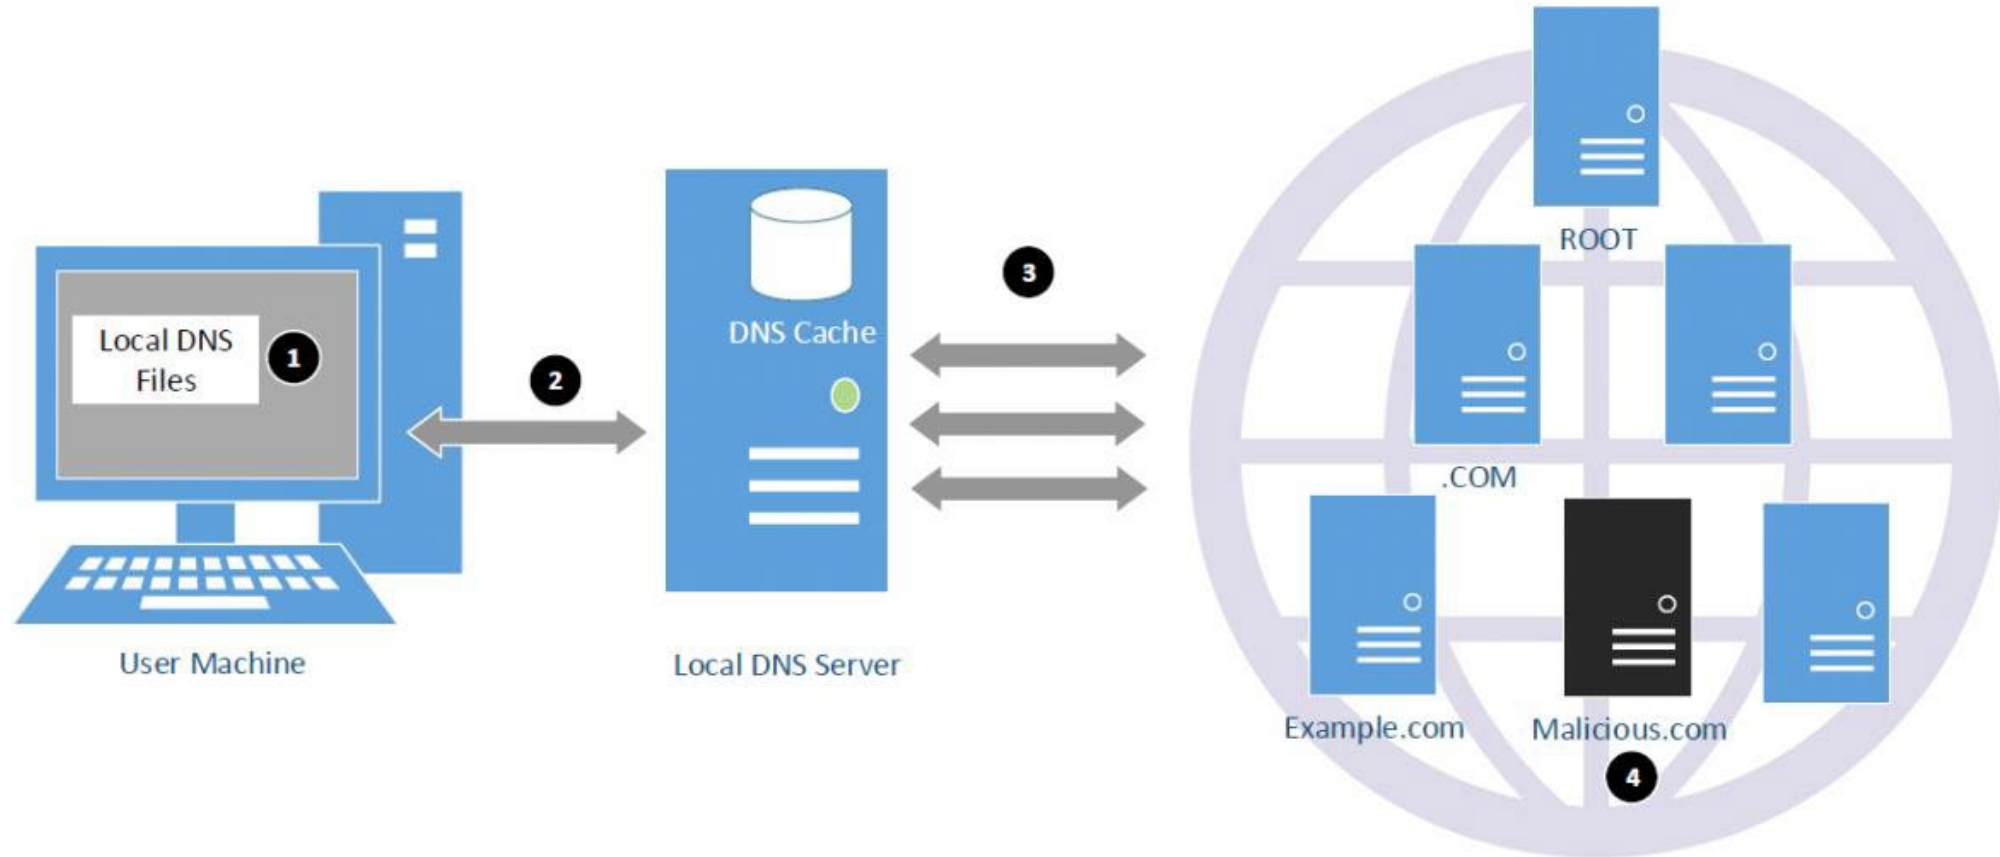 Local DNS
Files
1
2
User Machine
DNS Cache
Local DNS Server
3
ROOT
.COM
Example.com
Malicious.com
4